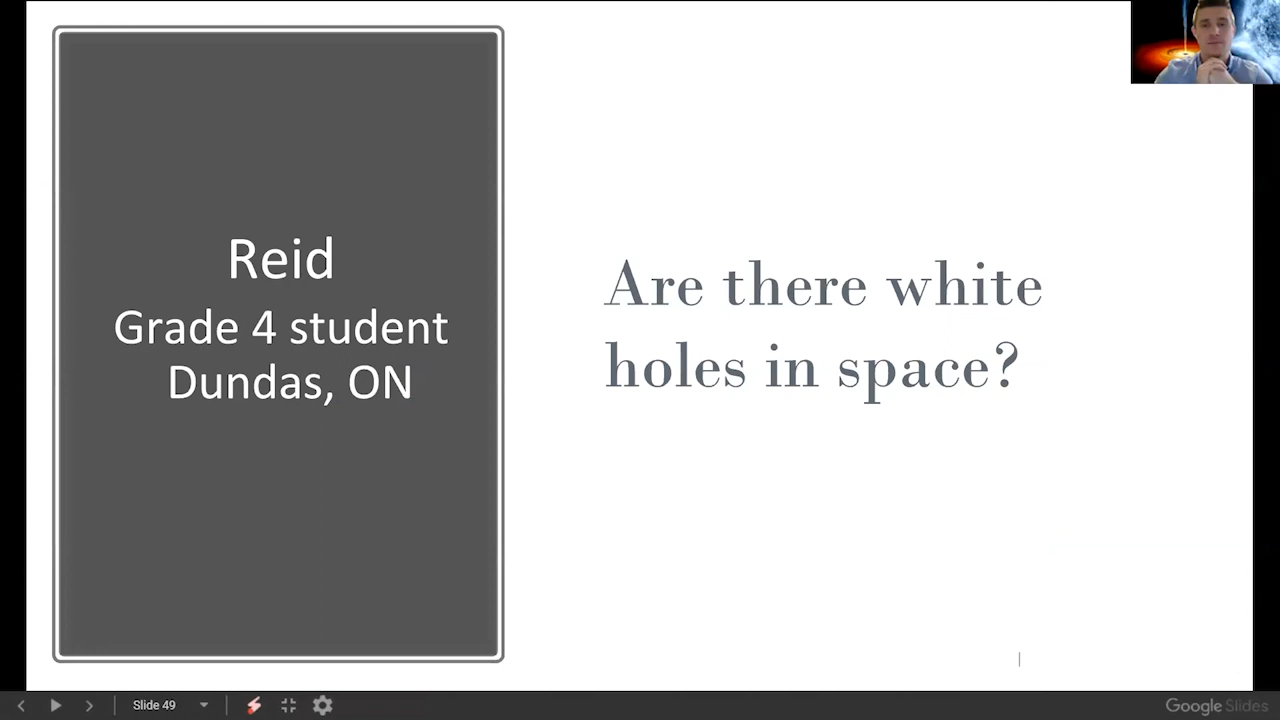 Reid
Grade 4 student
Dundas, ON
Are there white
holes in space?
Slide 49
Google Slides